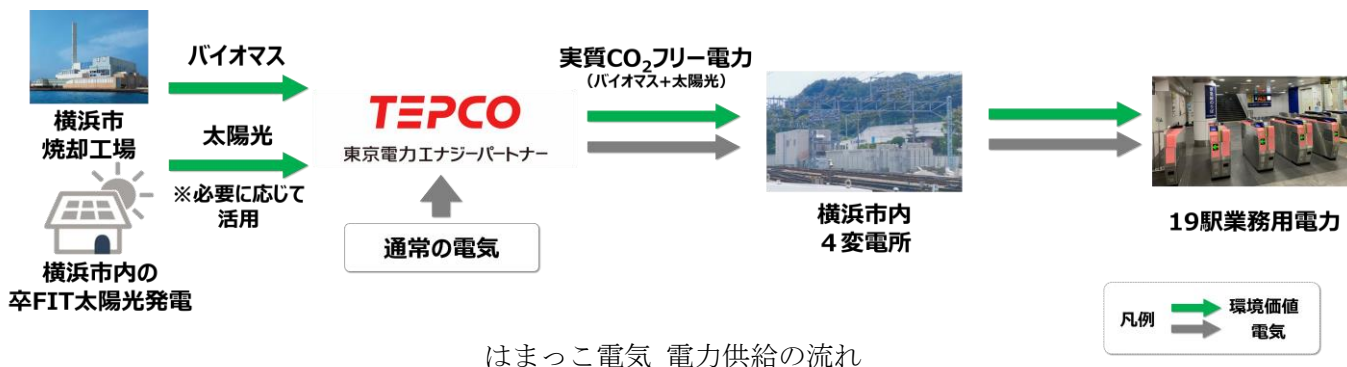 バイオマス
横浜市
焼却工場
太陽光
※必要に応じて
活用
横浜市内の
卒FIT太陽光発電
TEPCO
東京電力エナジーパートナー
通常の電気
実質CO₂フリー電力
(バイオマス+太陽光)
横浜市内
４変電所
19駅業務用電力
凡例
環境価値
電気
はまっこ電気 電力供給の流れ